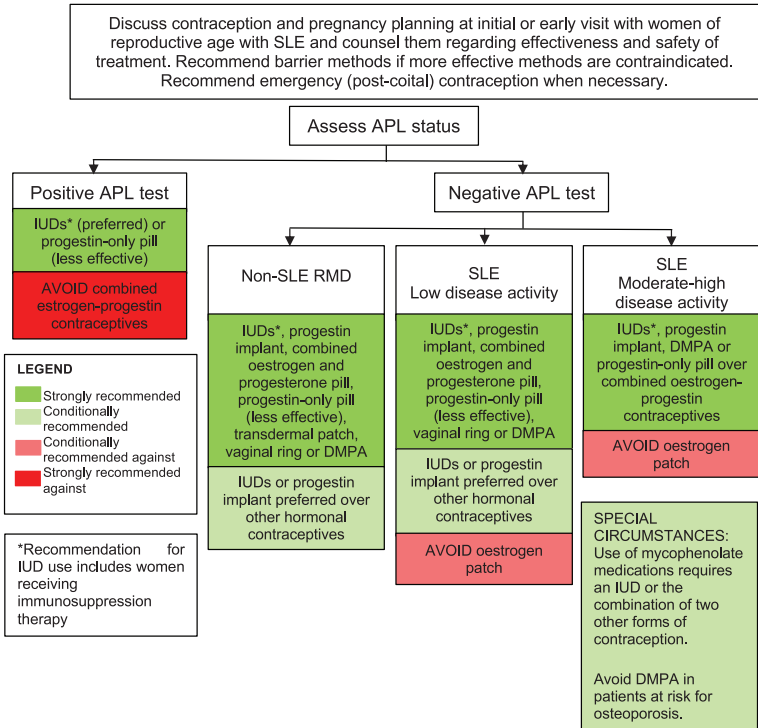 Discuss contraception and pregnancy planning at initial or early visit with women of
reproductive age with SLE and counsel them regarding effectiveness and safety of
treatment. Recommend barrier methods if more effective methods are contraindicated.
Recommend emergency (post-coital) contraception when necessary.
Assess APL status
Positive APL test
IUDs* (preferred) or
progestin-only pill
(less effective)
AVOID combined
estrogen-progestin
contraceptives
Negative APL test
Non-SLE RMD
IUDs*, progestin
implant, combined
oestrogen and
progesterone pill,
progestin-only pill
(less effective),
transdermal patch,
vaginal ring or DMPA
IUDs or progestin
implant preferred over
other hormonal
contraceptives
SLE
Low disease activity
IUDs*, progestin
implant, combined
oestrogen and
progesterone pill,
progestin-only pill
(less effective),
vaginal ring or DMPA
IUDs or progestin
implant preferred over
other hormonal
contraceptives
AVOID oestrogen
patch
SLE
Moderate-high
disease activity
IUDs*, progestin
implant, DMPA or
progestin-only pill over
combined oestrogen-
progestin
contraceptives
AVOID oestrogen
patch
LEGEND
Strongly recommended
Conditionally
recommended
Conditionally
recommended against
Strongly recommended
against
*Recommendation for
IUD use includes women
receiving
immunosuppression
therapy
SPECIAL
CIRCUMSTANCES:
Use of mycophenolate
medications requires
an IUD or the
combination of two
other forms of
contraception.
Avoid DMPA in
patients at risk for
osteoporosis.